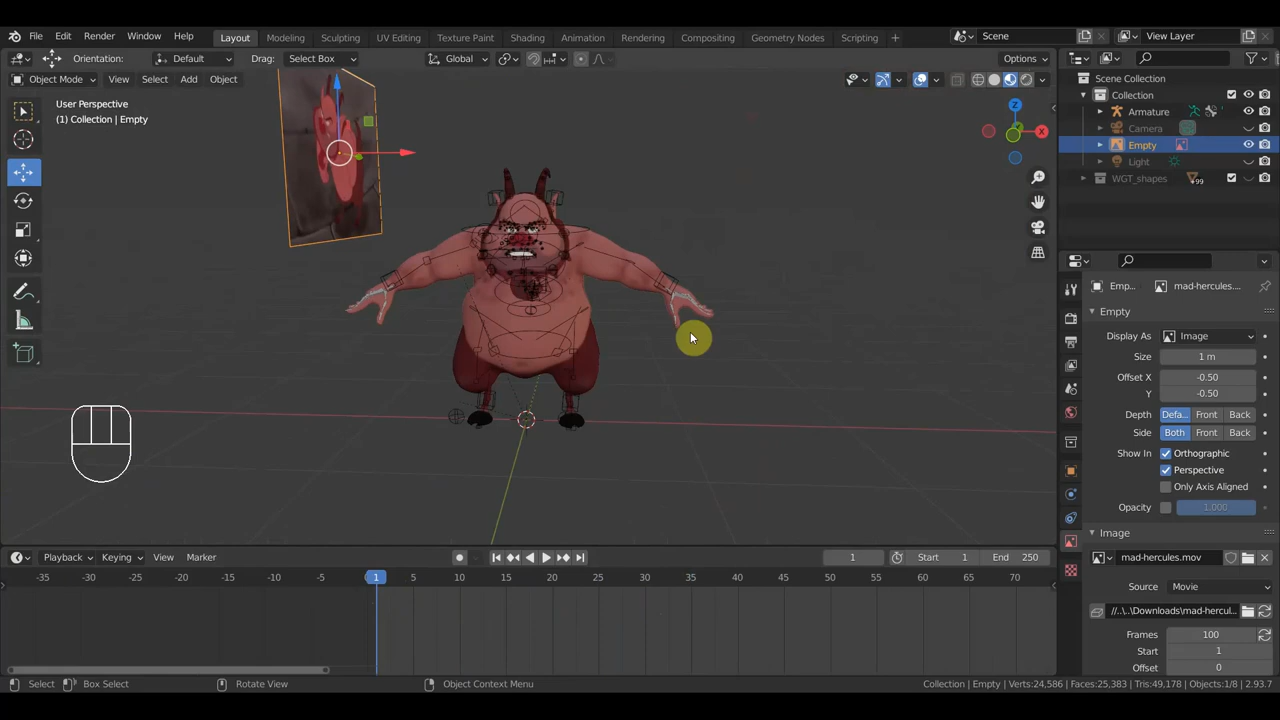 File Edit Render Window Help Layout Modeling Sculpting UV Editing Texture Paint Shading Animation Rendering Compositing Geometry Nodes Scripting + Scene View Layer
Orientation: Default Drag: Select Box Global Options
Object Mode View Select Add Object
User Perspective
(1) Collection | Empty
Z
X
Scene Collection
Collection
Armature
Camera
Empty
Light
WGT_shapes 99
Emp... mad-hercules....
Empty
Display As Image
Size 1 m
Offset X -0.50
Y -0.50
Depth Defa... Front Back
Side Both Front Back
Show In Orthographic
Perspective
Only Axis Aligned
Opacity 1.000
Image
mad-hercules.mov
Source Movie
//..\..\Downloads\mad-hercul...
Frames 100
Start 1
Offset 0
Playback Keying View Marker 1 Start 1 End 250
-35 -30 -25 -20 -15 -10 -5 1 5 10 15 20 25 30 35 40 45 50 55 60 65 70
Select Box Select Rotate View Object Context Menu Collection | Empty Verts:24,586 | Faces:25,383 | Tris:49,178 | Objects:1/8 | 2.93.7